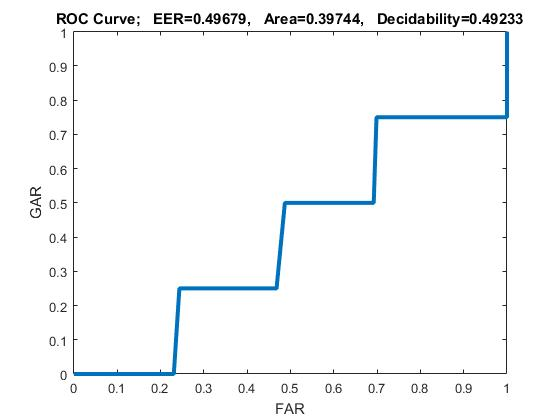 ROC Curve;   EER=0.49679,   Area=0.39744,   Decidability=0.49233
1
0.9
0.8
0.7
0.6
0.5
0.4
0.3
0.2
0.1
0
GAR
0 0.1 0.2 0.3 0.4 0.5 0.6 0.7 0.8 0.9 1
FAR